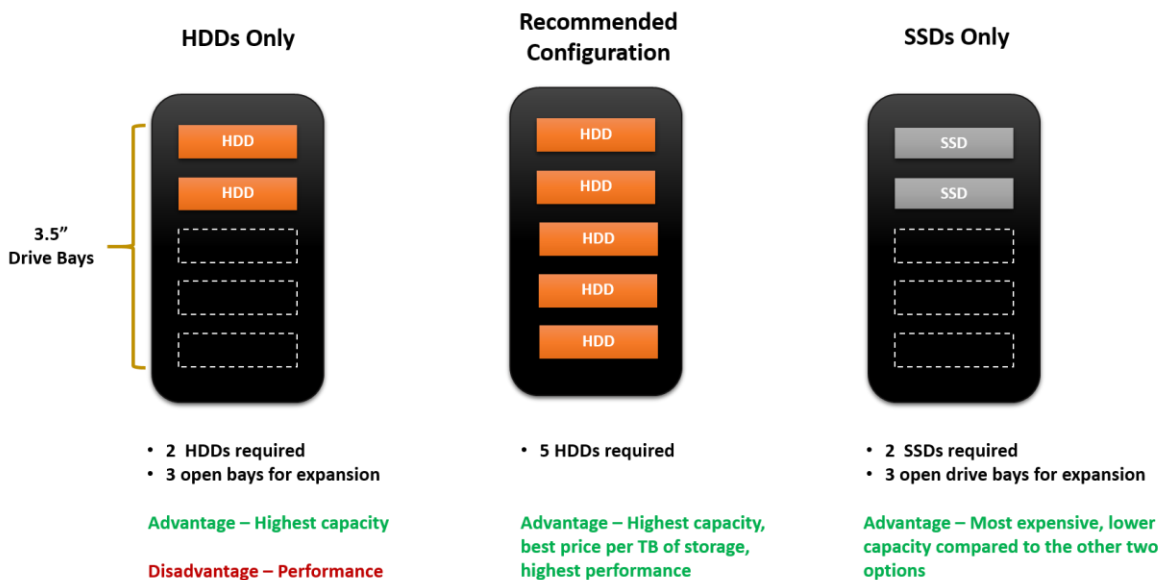 HDDs Only
HDD
HDD
3.5”
Drive Bays
• 2 HDDs required
• 3 open bays for expansion
Advantage – Highest capacity
Disadvantage – Performance
Recommended
Configuration
HDD
HDD
HDD
HDD
HDD
• 5 HDDs required
Advantage – Highest capacity,
best price per TB of storage,
highest performance
SSDs Only
SSD
SSD
• 2 SSDs required
• 3 open drive bays for expansion
Advantage – Most expensive, lower
capacity compared to the other two
options